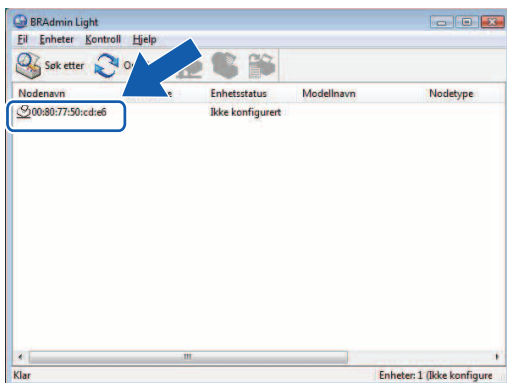 BRAdmin Light
Fil Enheter Kontroll Hjelp
Søk etter
Nodenavn Enhetsstatus Modellnavn Nodetype
00:80:77:50:cd:e6 Ikke konfigurert
Klar Enheter: 1 (Ikke konfigure